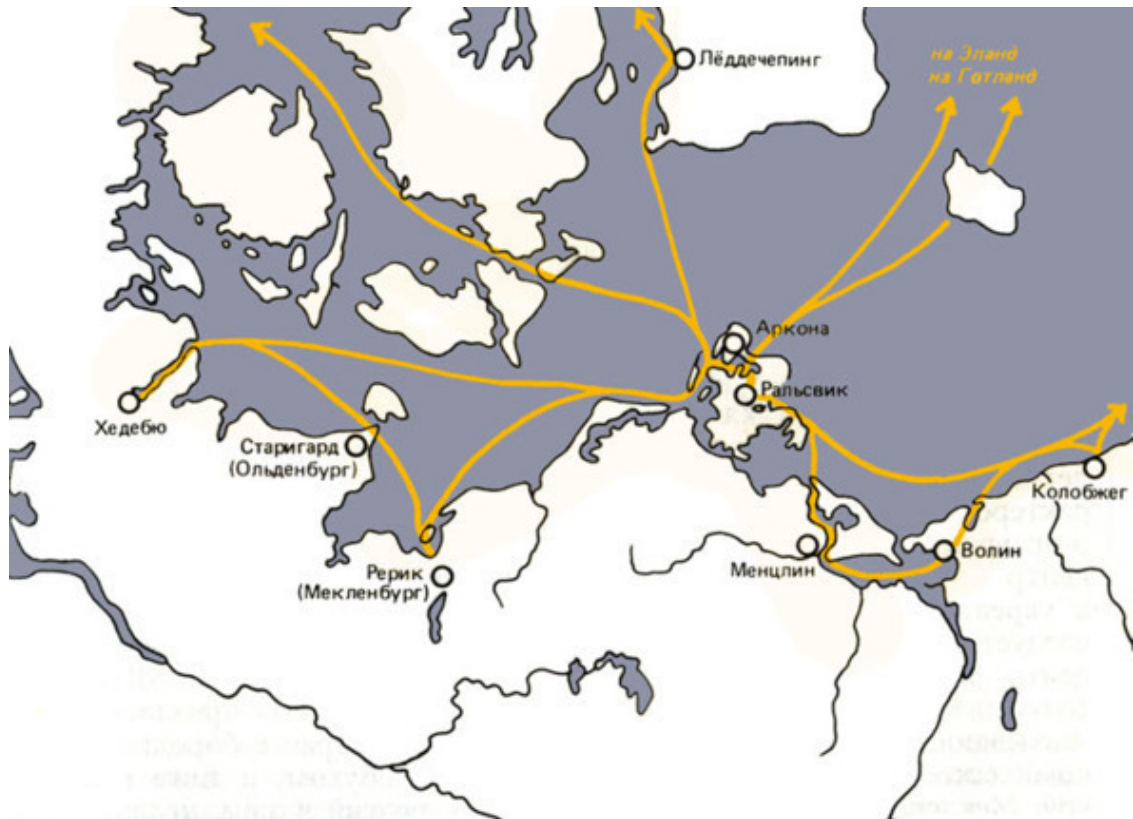 Лёддечепинг
на Эланд
на Готланд
Аркона
Ральсвик
Хедебю
Старигард
(Ольденбург)
Колобжег
Волин
Менцлин
Рерик
(Мекленбург)